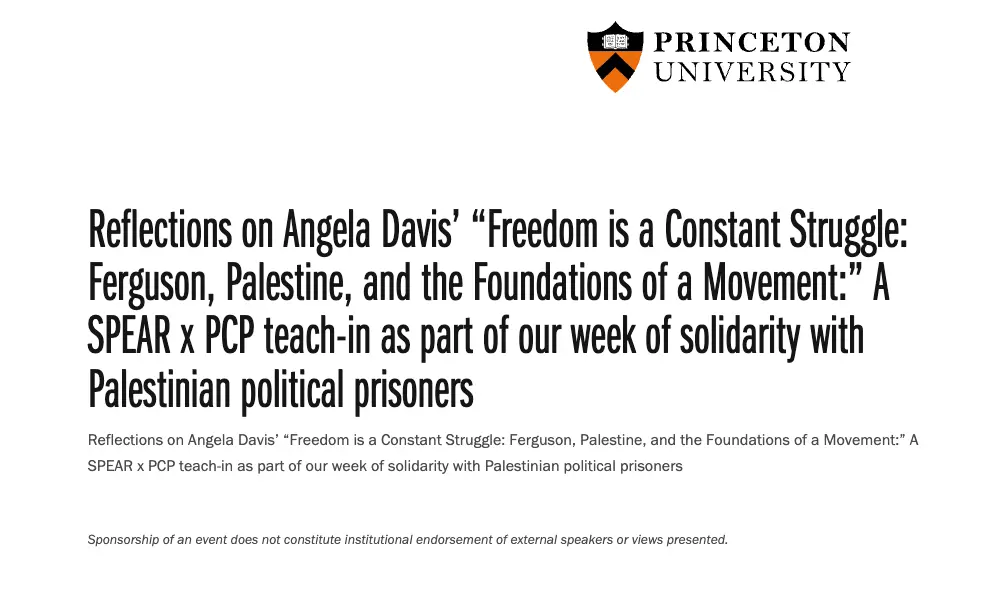 PRINCETON
UNIVERSITY
Reflections on Angela Davis’ “Freedom is a Constant Struggle:
Ferguson, Palestine, and the Foundations of a Movement:” A
SPEAR x PCP teach-in as part of our week of solidarity with
Palestinian political prisoners
Reflections on Angela Davis’ “Freedom is a Constant Struggle: Ferguson, Palestine, and the Foundations of a Movement:” A
SPEAR x PCP teach-in as part of our week of solidarity with Palestinian political prisoners
Sponsorship of an event does not constitute institutional endorsement of external speakers or views presented.